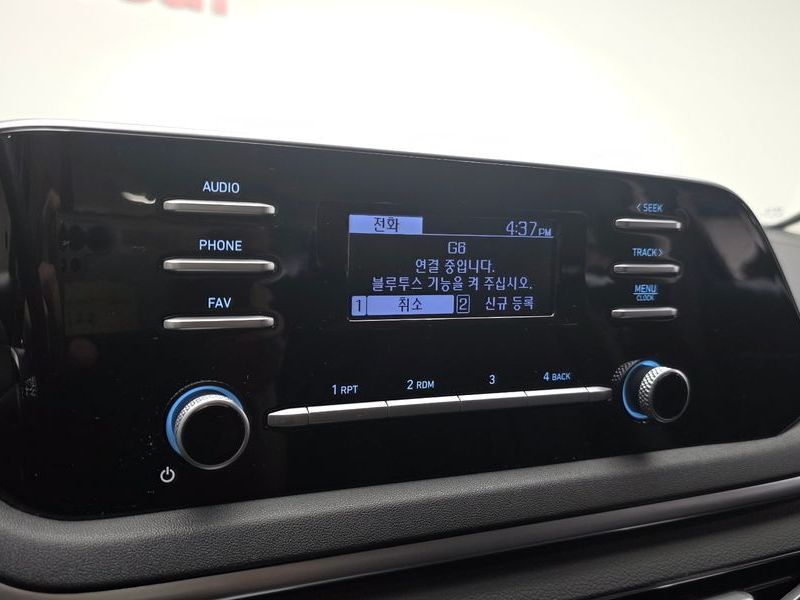 AUDIO
PHONE
FAV
전화 4:37 PM
G6
연결 중입니다.
블루투스 기능을 켜 주십시오.
1 취소 2 신규 등록
< SEEK
TRACK >
MENU
CLOCK
1 RPT 2 RDM 3 4 BACK